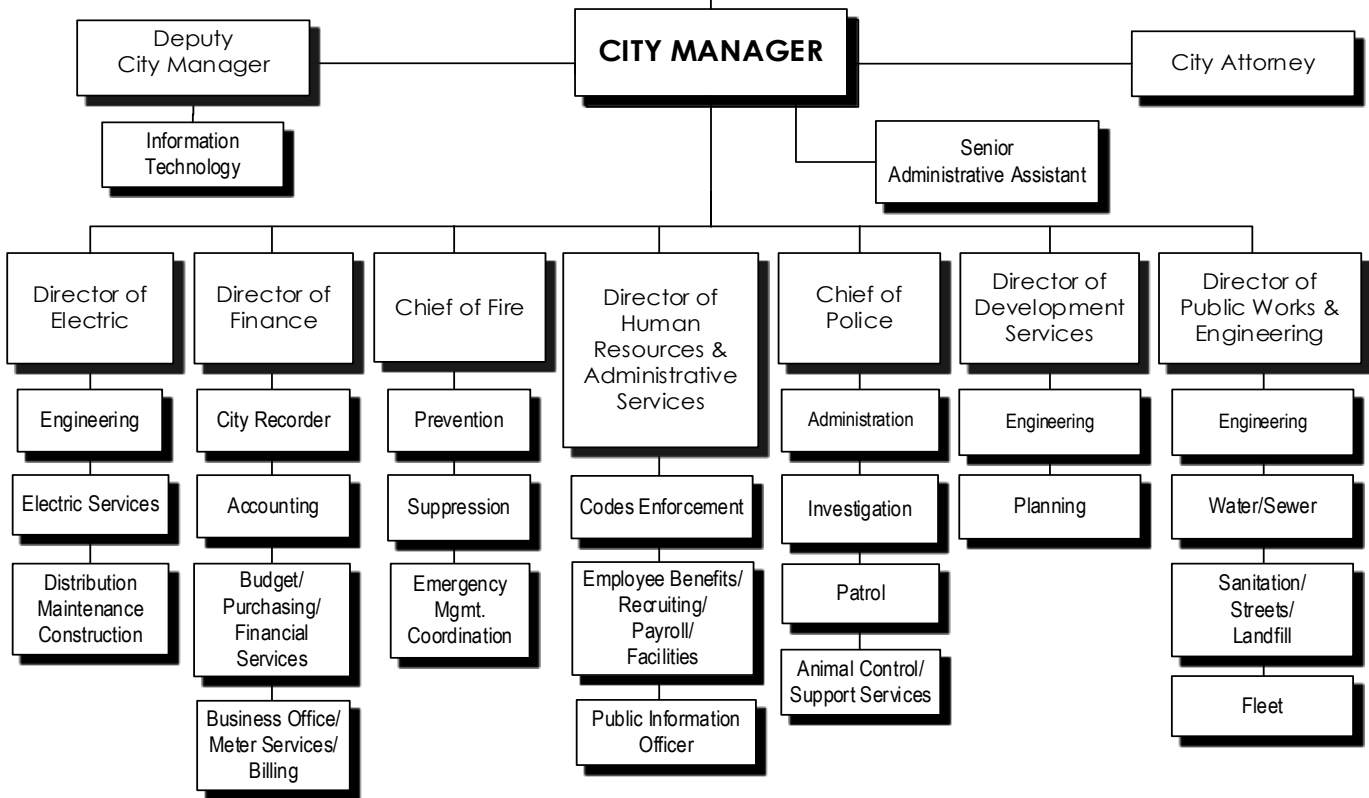 Deputy
City Manager
CITY MANAGER
City Attorney
Information
Technology
Senior
Administrative Assistant
Director of
Electric
Director of
Finance
Chief of Fire
Director of
Human
Resources &
Administrative
Services
Chief of
Police
Director of
Development
Services
Director of
Public Works &
Engineering
Engineering
City Recorder
Prevention
Administration
Engineering
Engineering
Electric Services
Accounting
Suppression
Codes Enforcement
Investigation
Planning
Water/Sewer
Distribution
Maintenance
Construction
Budget/
Purchasing/
Financial
Services
Emergency
Mgmt.
Coordination
Employee Benefits/
Recruiting/
Payroll/
Facilities
Patrol
Sanitation/
Streets/
Landfill
Animal Control/
Support Services
Business Office/
Meter Services/
Billing
Public Information
Officer
Fleet